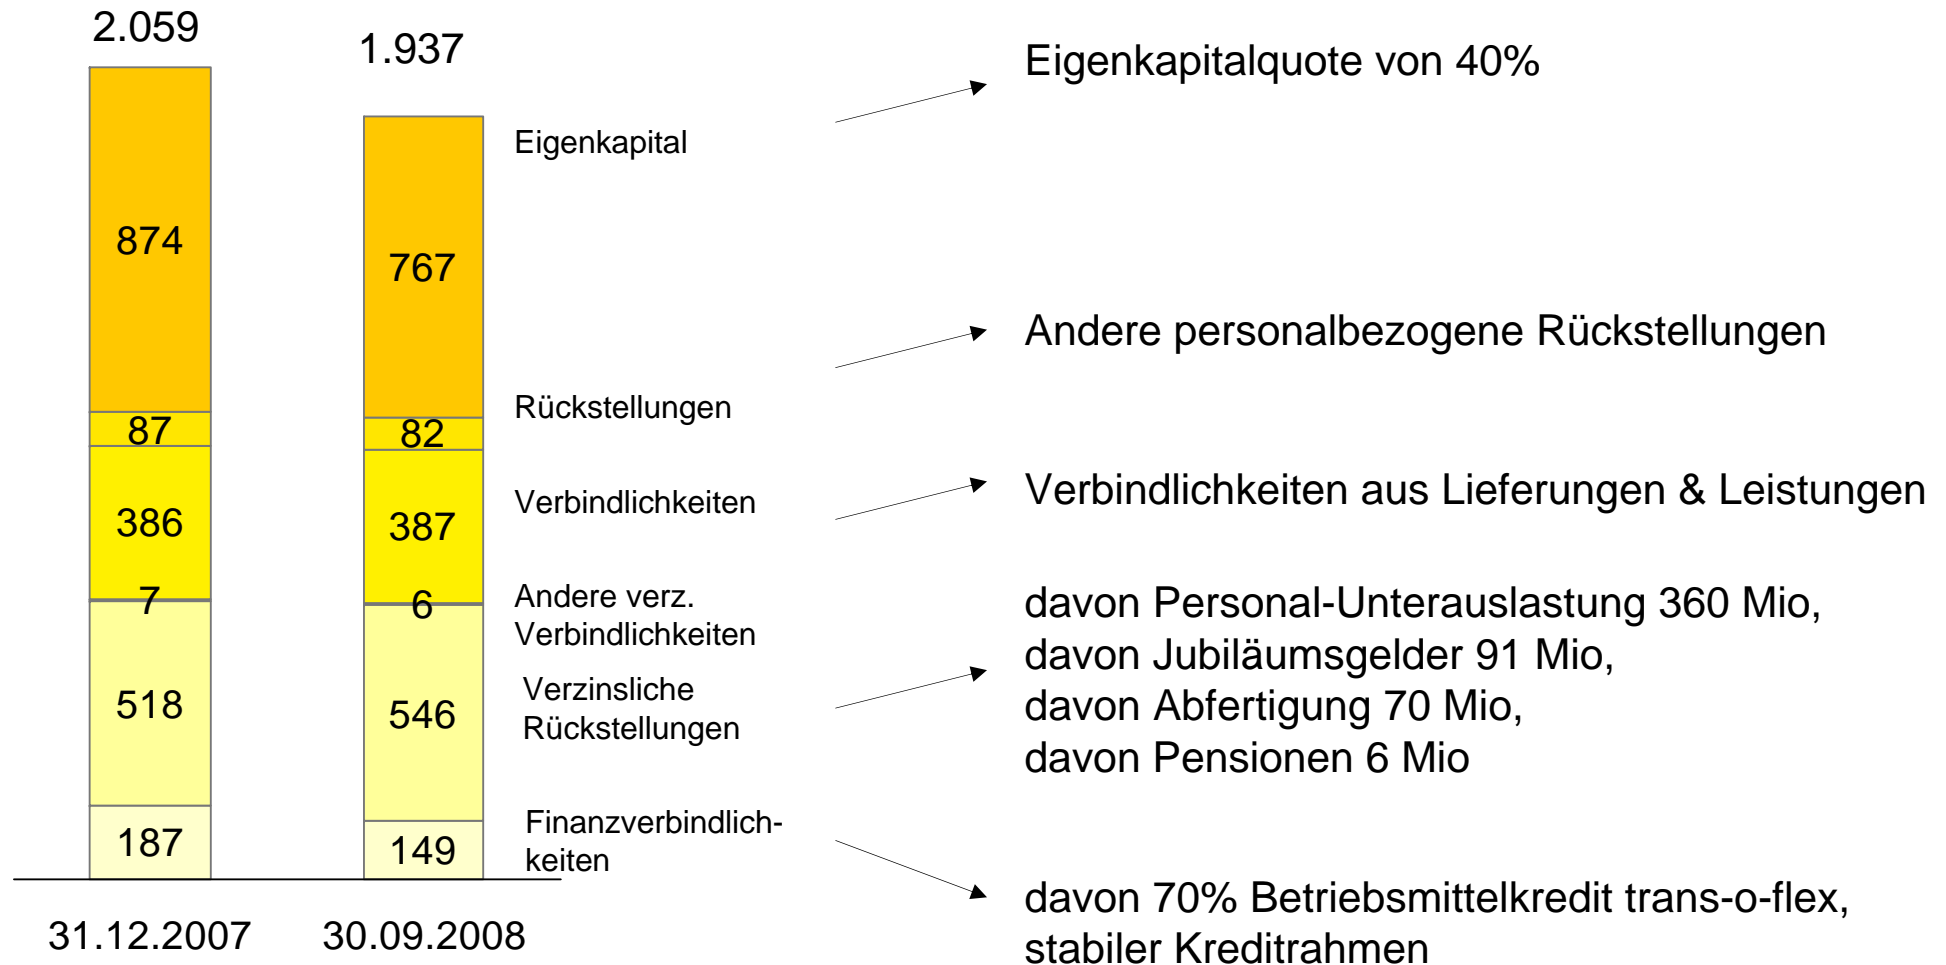 2.059
1.937
874
87
386
7
518
187
767
82
387
6
546
149
31.12.2007
30.09.2008
Eigenkapital
Rückstellungen
Verbindlichkeiten
Andere verz.
Verbindlichkeiten
Verzinsliche
Rückstellungen
Finanzverbindlich-
keiten
Eigenkapitalquote von 40%
Andere personalbezogene Rückstellungen
Verbindlichkeiten aus Lieferungen & Leistungen
davon Personal-Unterauslastung 360 Mio,
davon Jubiläumsgelder 91 Mio,
davon Abfertigung 70 Mio,
davon Pensionen 6 Mio
davon 70% Betriebsmittelkredit trans-o-flex,
stabiler Kreditrahmen